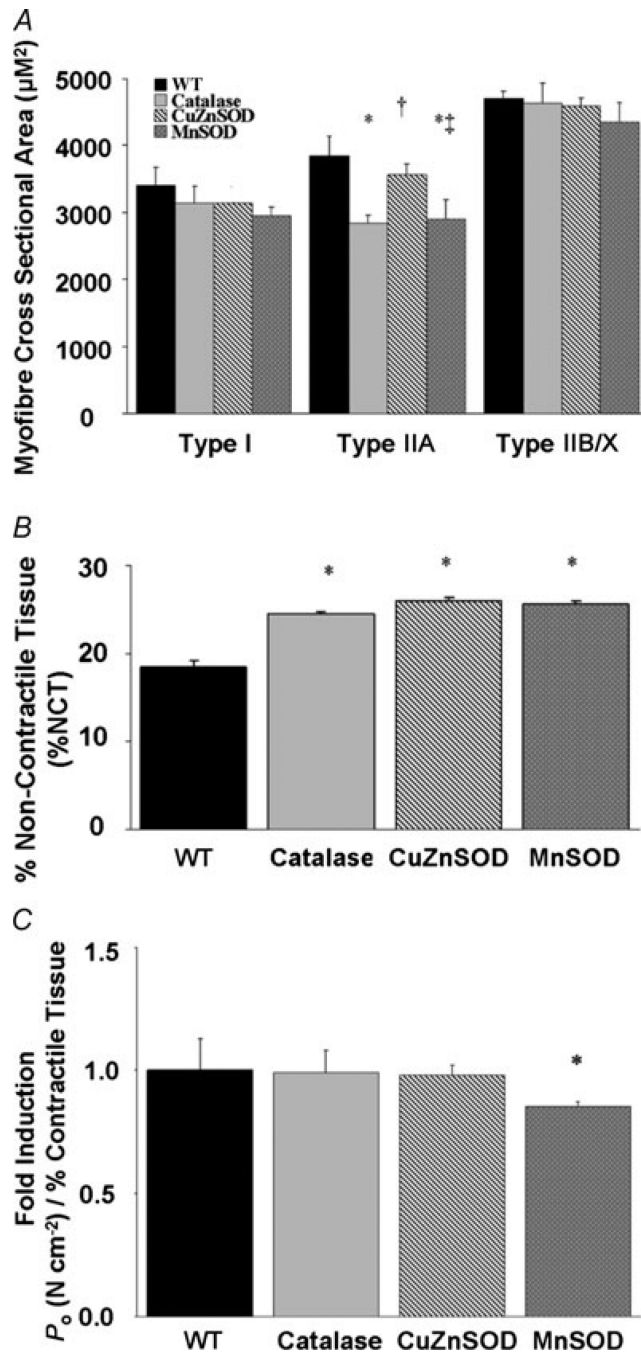 A
Myofibre Cross Sectional Area (µM²)
5000
4000
3000
2000
1000
0
WT
Catalase
CuZnSOD
MnSOD
*
†
*‡
Type I
Type IIA
Type IIB/X
B
% Non-Contractile Tissue
(%NCT)
30
20
10
0
*
*
*
WT
Catalase
CuZnSOD
MnSOD
C
Fold Induction
Po (N cm-2) / % Contractile Tissue
1.5
1.0
0.5
0.0
*
WT
Catalase
CuZnSOD
MnSOD